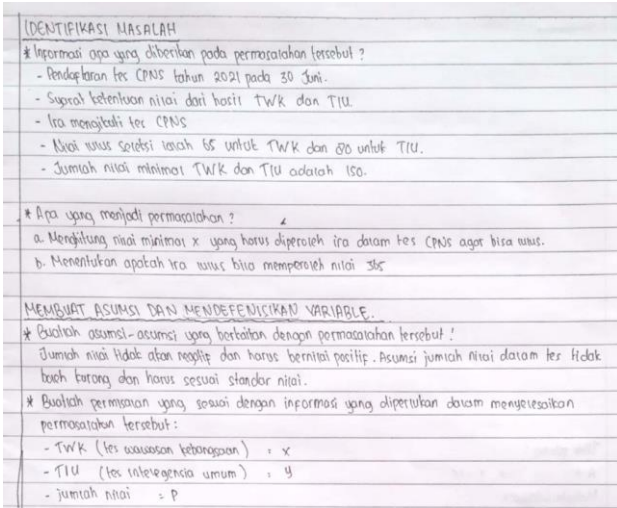 IDENTIFIKASI MASALAH
* Informasi apa yang diberikan pada permasalahan tersebut ?
- Pendaftaran tes CPNS tahun 2021 pada 30 Juni.
- Syarat ketentuan nilai dari hasil TWK dan TIU
- Ira mengikuti tes CPNS
- Nilai lulus seleksi ialah 65 untuk TWK dan 80 untuk TIU.
- Jumlah nilai minimal TWK dan TIU adalah 150.
* Apa yang menjadi permasalahan ?
a. Menghitung nilai minimal x yang harus diperoleh ira dalam tes CPNS agar bisa lulus.
b. Menentukan apakah ira lulus bila memperoleh nilai 365
MEMBUAT ASUMSI DAN MENDEFENISIKAN VARIABLE.
* Buatlah asumsi-asumsi yang berkaitan dengan permasalahan tersebut !
Jumlah nilai tidak akan negatif dan harus bernilai positif. Asumsi jumlah nilai dalam tes tidak
boleh kurang dan harus sesuai standar nilai.
* Buatlah permisalan yang sesuai dengan informasi yang diperlukan dalam menyelesaikan
permasalahan tersebut :
- TWK (tes wawasan kebangsaan) = x
- TIU (tes intelegensia umum) = y
- jumlah nilai = P